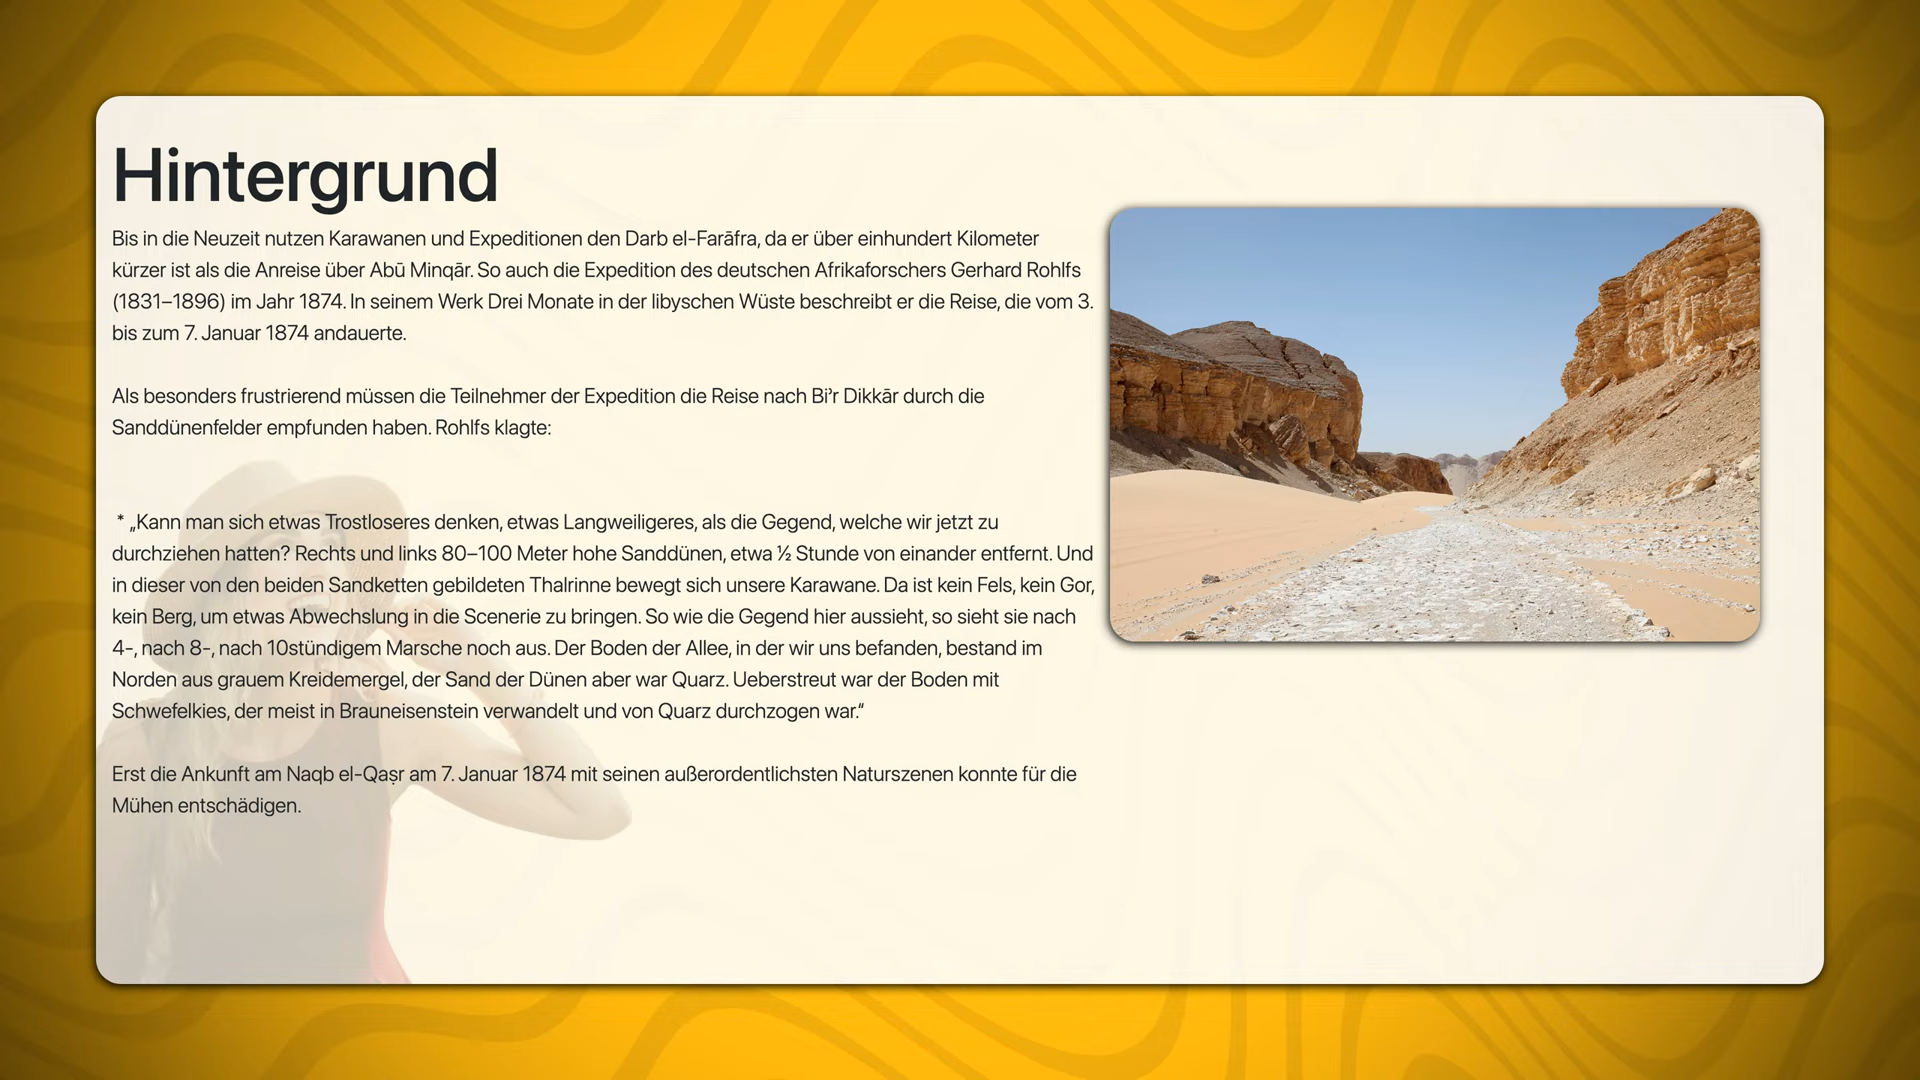 Hintergrund
Bis in die Neuzeit nutzen Karawanen und Expeditionen den Darb el-Farāfra, da er über einhundert Kilometer
kürzer ist als die Anreise über Abū Minqār. So auch die Expedition des deutschen Afrikaforschers Gerhard Rohlfs
(1831–1896) im Jahr 1874. In seinem Werk Drei Monate in der libyschen Wüste beschreibt er die Reise, die vom 3.
bis zum 7. Januar 1874 andauerte.
Als besonders frustrierend müssen die Teilnehmer der Expedition die Reise nach Biʾr Dikkār durch die
Sanddünenfelder empfunden haben. Rohlfs klagte:
* „Kann man sich etwas Trostloseres denken, etwas Langweiligeres, als die Gegend, welche wir jetzt zu
durchziehen hatten? Rechts und links 80–100 Meter hohe Sanddünen, etwa ½ Stunde von einander entfernt. Und
in dieser von den beiden Sandketten gebildeten Thalrinne bewegt sich unsere Karawane. Da ist kein Fels, kein Gor,
kein Berg, um etwas Abwechslung in die Scenerie zu bringen. So wie die Gegend hier aussieht, so sieht sie nach
4-, nach 8-, nach 10stündigem Marsche noch aus. Der Boden der Allee, in der wir uns befanden, bestand im
Norden aus grauem Kreidemergel, der Sand der Dünen aber war Quarz. Ueberstreut war der Boden mit
Schwefelkies, der meist in Brauneisenstein verwandelt und von Quarz durchzogen war.“
Erst die Ankunft am Naqb el-Qaṣr am 7. Januar 1874 mit seinen außerordentlichsten Naturszenen konnte für die
Mühen entschädigen.